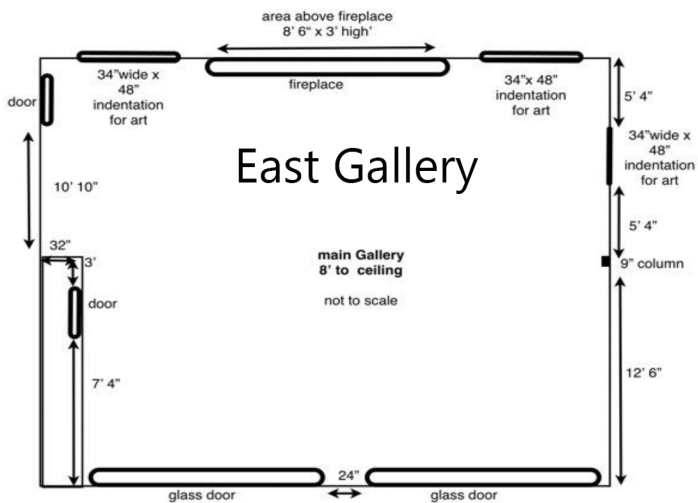 area above fireplace
8' 6“ x 3' high'
fireplace
34”wide x
48”
indentation
for art
34”x 48”
indentation
for art
door
5' 4”
34”wide x
48”
indentation
for art
East Gallery
10' 10”
5' 4”
32”
3'
main Gallery
8' to ceiling
9” column
not to scale
door
12' 6”
7' 4”
24”
glass door
glass door